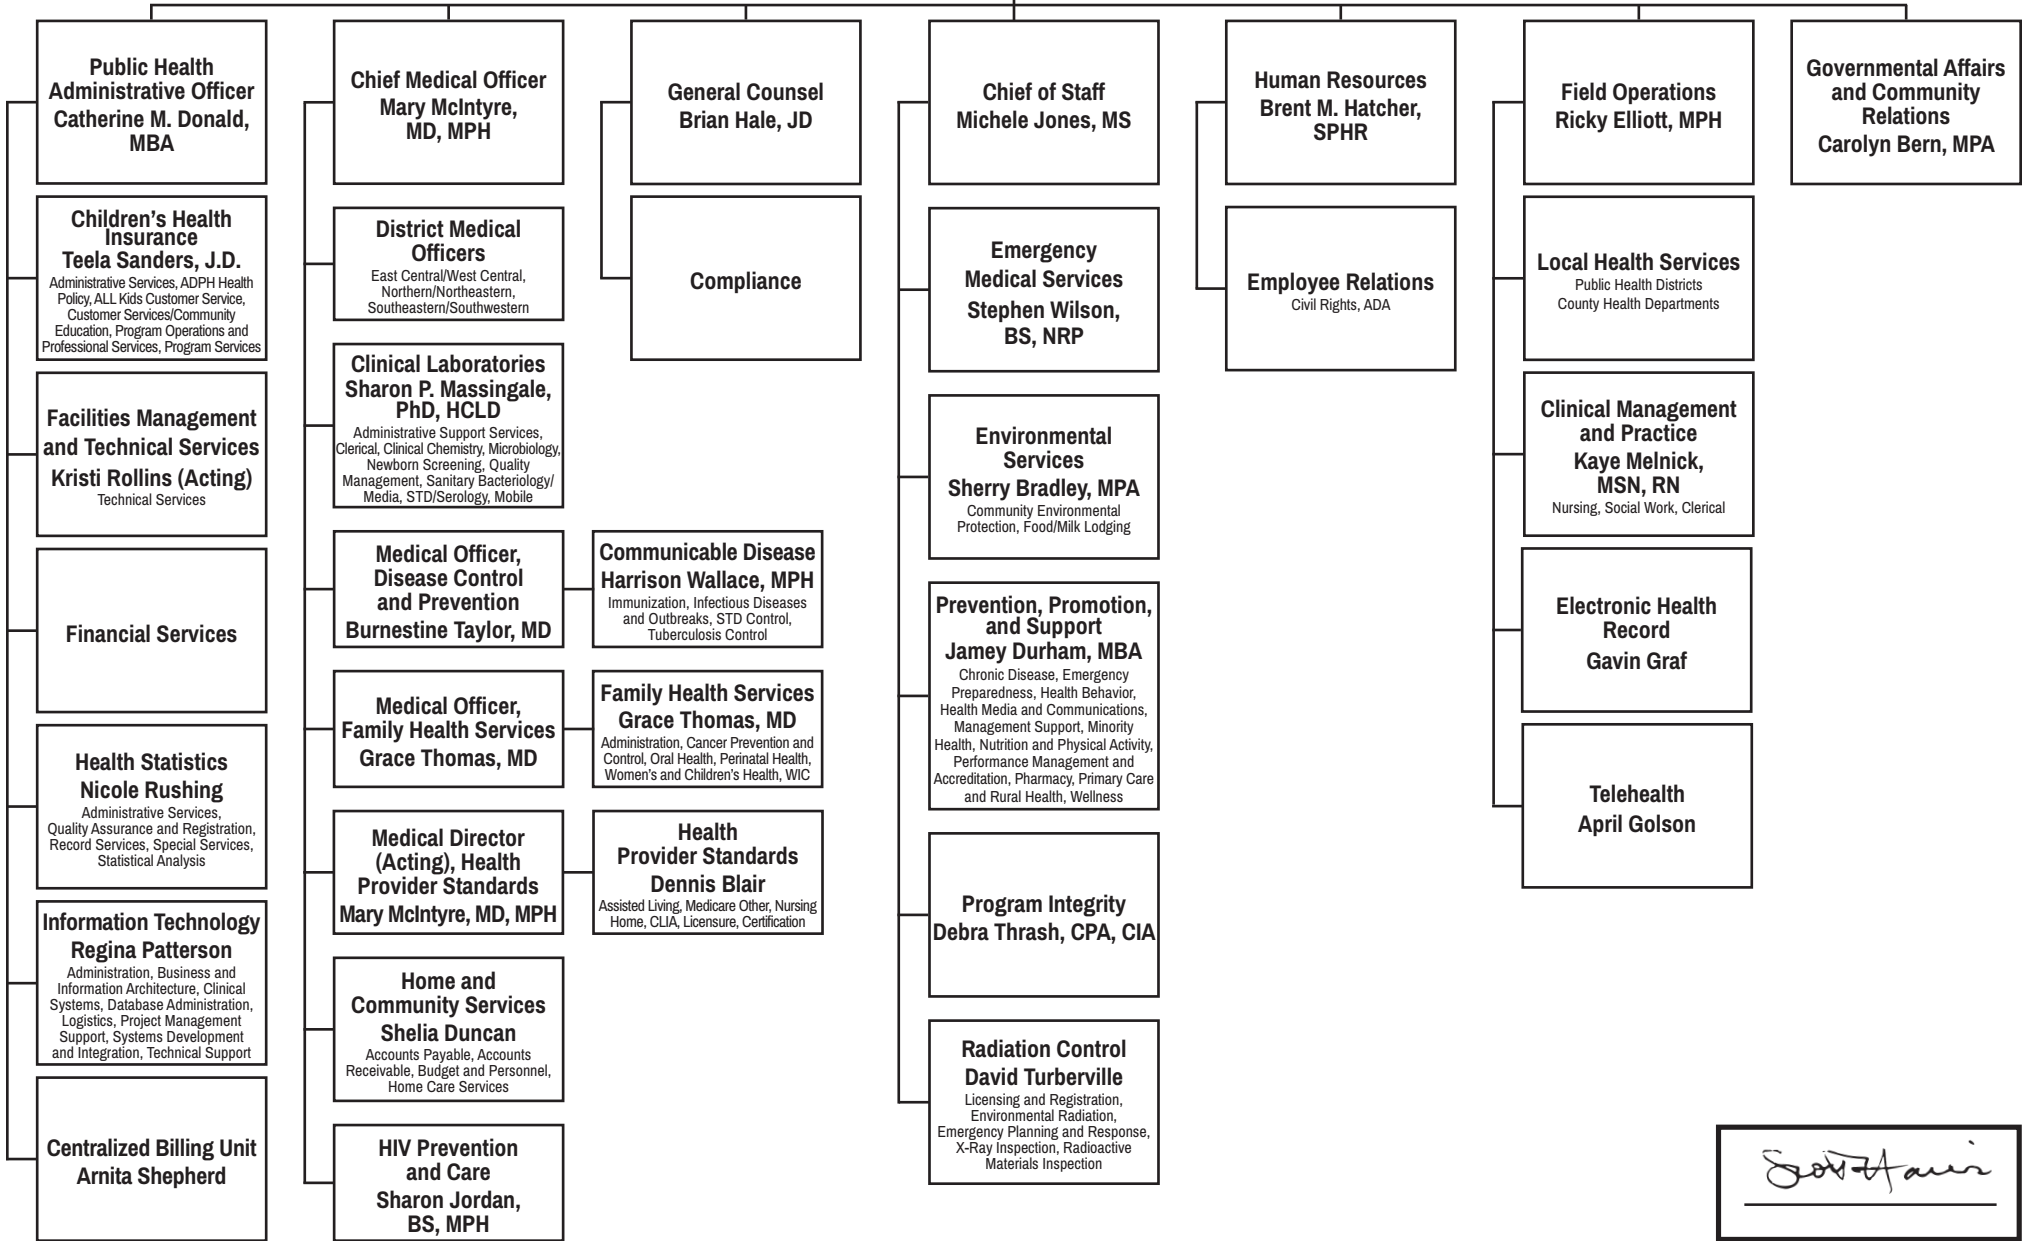 Public Health
Administrative Officer
Catherine M. Donald,
MBA
Children's Health
Insurance
Teela Sanders, J.D.
Administrative Services, ADPH Health
Policy, ALL Kids Customer Service,
Customer Services/Community
Education, Program Operations and
Professional Services, Program Services
Facilities Management
and Technical Services
Kristi Rollins (Acting)
Technical Services
Financial Services
Health Statistics
Nicole Rushing
Administrative Services,
Quality Assurance and Registration,
Record Services, Special Services,
Statistical Analysis
Information Technology
Regina Patterson
Administration, Business and
Information Architecture, Clinical
Systems, Database Administration,
Logistics, Project Management
Support, Systems Development
and Integration, Technical Support
Centralized Billing Unit
Arnita Shepherd
Chief Medical Officer
Mary McIntyre,
MD, MPH
District Medical
Officers
East Central/West Central,
Northern/Northeastern,
Southeastern/Southwestern
Clinical Laboratories
Sharon P. Massingale,
PhD, HCLD
Administrative Support Services,
Clerical, Clinical Chemistry, Microbiology,
Newborn Screening, Quality
Management, Sanitary Bacteriology/
Media, STD/Serology, Mobile
Medical Officer,
Disease Control
and Prevention
Burnestine Taylor, MD
Communicable Disease
Harrison Wallace, MPH
Immunization, Infectious Diseases
and Outbreaks, STD Control,
Tuberculosis Control
Medical Officer,
Family Health Services
Grace Thomas, MD
Family Health Services
Grace Thomas, MD
Administration, Cancer Prevention and
Control, Oral Health, Perinatal Health,
Women's and Children's Health, WIC
Medical Director
(Acting), Health
Provider Standards
Mary McIntyre, MD, MPH
Health
Provider Standards
Dennis Blair
Assisted Living, Medicare Other, Nursing
Home, CLIA, Licensure, Certification
Home and
Community Services
Shelia Duncan
Accounts Payable, Accounts
Receivable, Budget and Personnel,
Home Care Services
HIV Prevention
and Care
Sharon Jordan,
BS, MPH
General Counsel
Brian Hale, JD
Compliance
Chief of Staff
Michele Jones, MS
Emergency
Medical Services
Stephen Wilson,
BS, NRP
Environmental
Services
Sherry Bradley, MPA
Community Environmental
Protection, Food/Milk Lodging
Prevention, Promotion,
and Support
Jamey Durham, MBA
Chronic Disease, Emergency
Preparedness, Health Behavior,
Health Media and Communications,
Management Support, Minority
Health, Nutrition and Physical Activity,
Performance Management and
Accreditation, Pharmacy, Primary Care
and Rural Health, Wellness
Program Integrity
Debra Thrash, CPA, CIA
Radiation Control
David Turberville
Licensing and Registration,
Environmental Radiation,
Emergency Planning and Response,
X-Ray Inspection, Radioactive
Materials Inspection
Human Resources
Brent M. Hatcher,
SPHR
Employee Relations
Civil Rights, ADA
Field Operations
Ricky Elliott, MPH
Local Health Services
Public Health Districts
County Health Departments
Clinical Management
and Practice
Kaye Melnick,
MSN, RN
Nursing, Social Work, Clerical
Electronic Health
Record
Gavin Graf
Telehealth
April Golson
Governmental Affairs
and Community
Relations
Carolyn Bern, MPA
Scott Harris